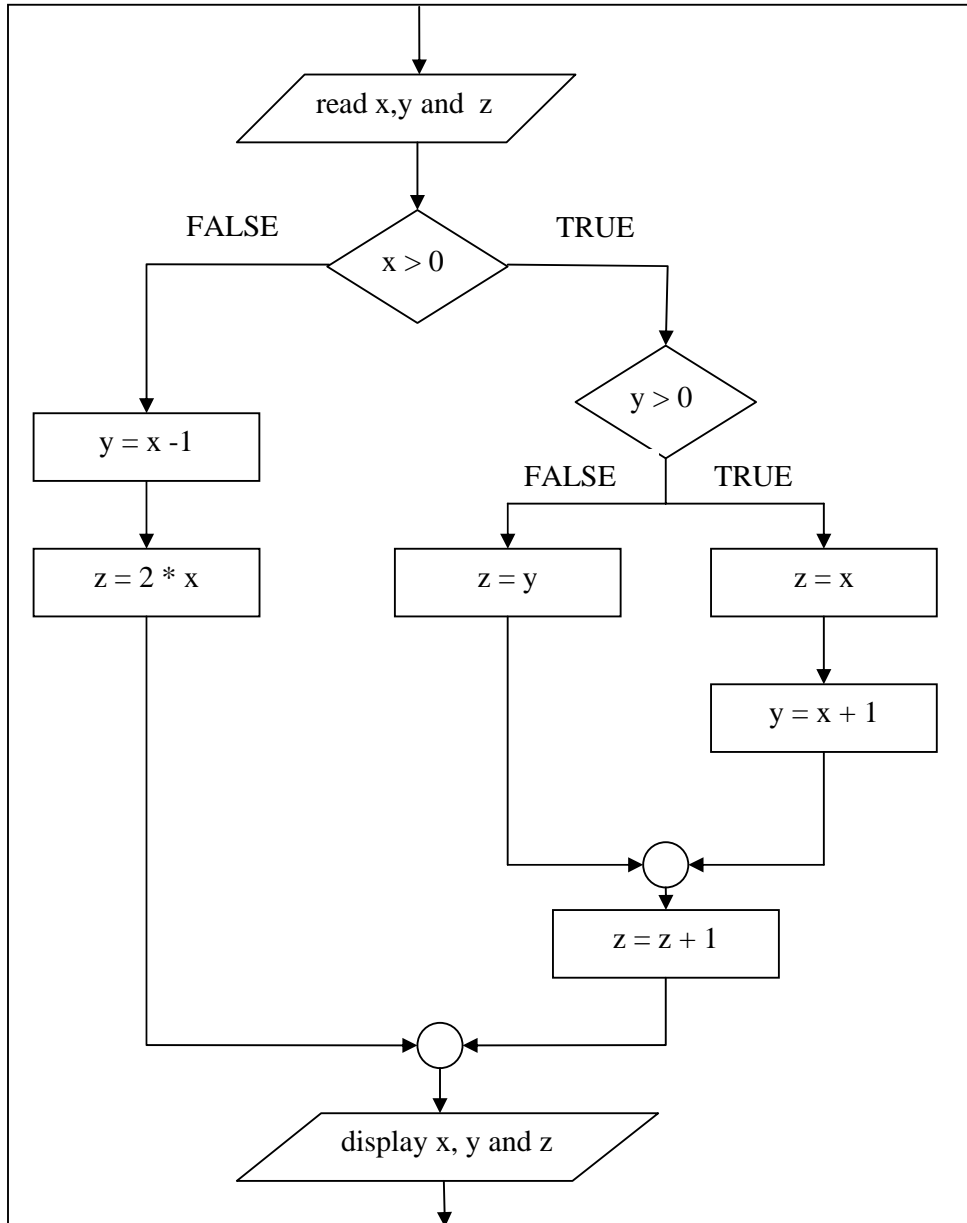 read x,y and z
FALSE
TRUE
x > 0
y > 0
y = x -1
FALSE
TRUE
z = 2 * x
z = y
z = x
y = x + 1
z = z + 1
display x, y and z